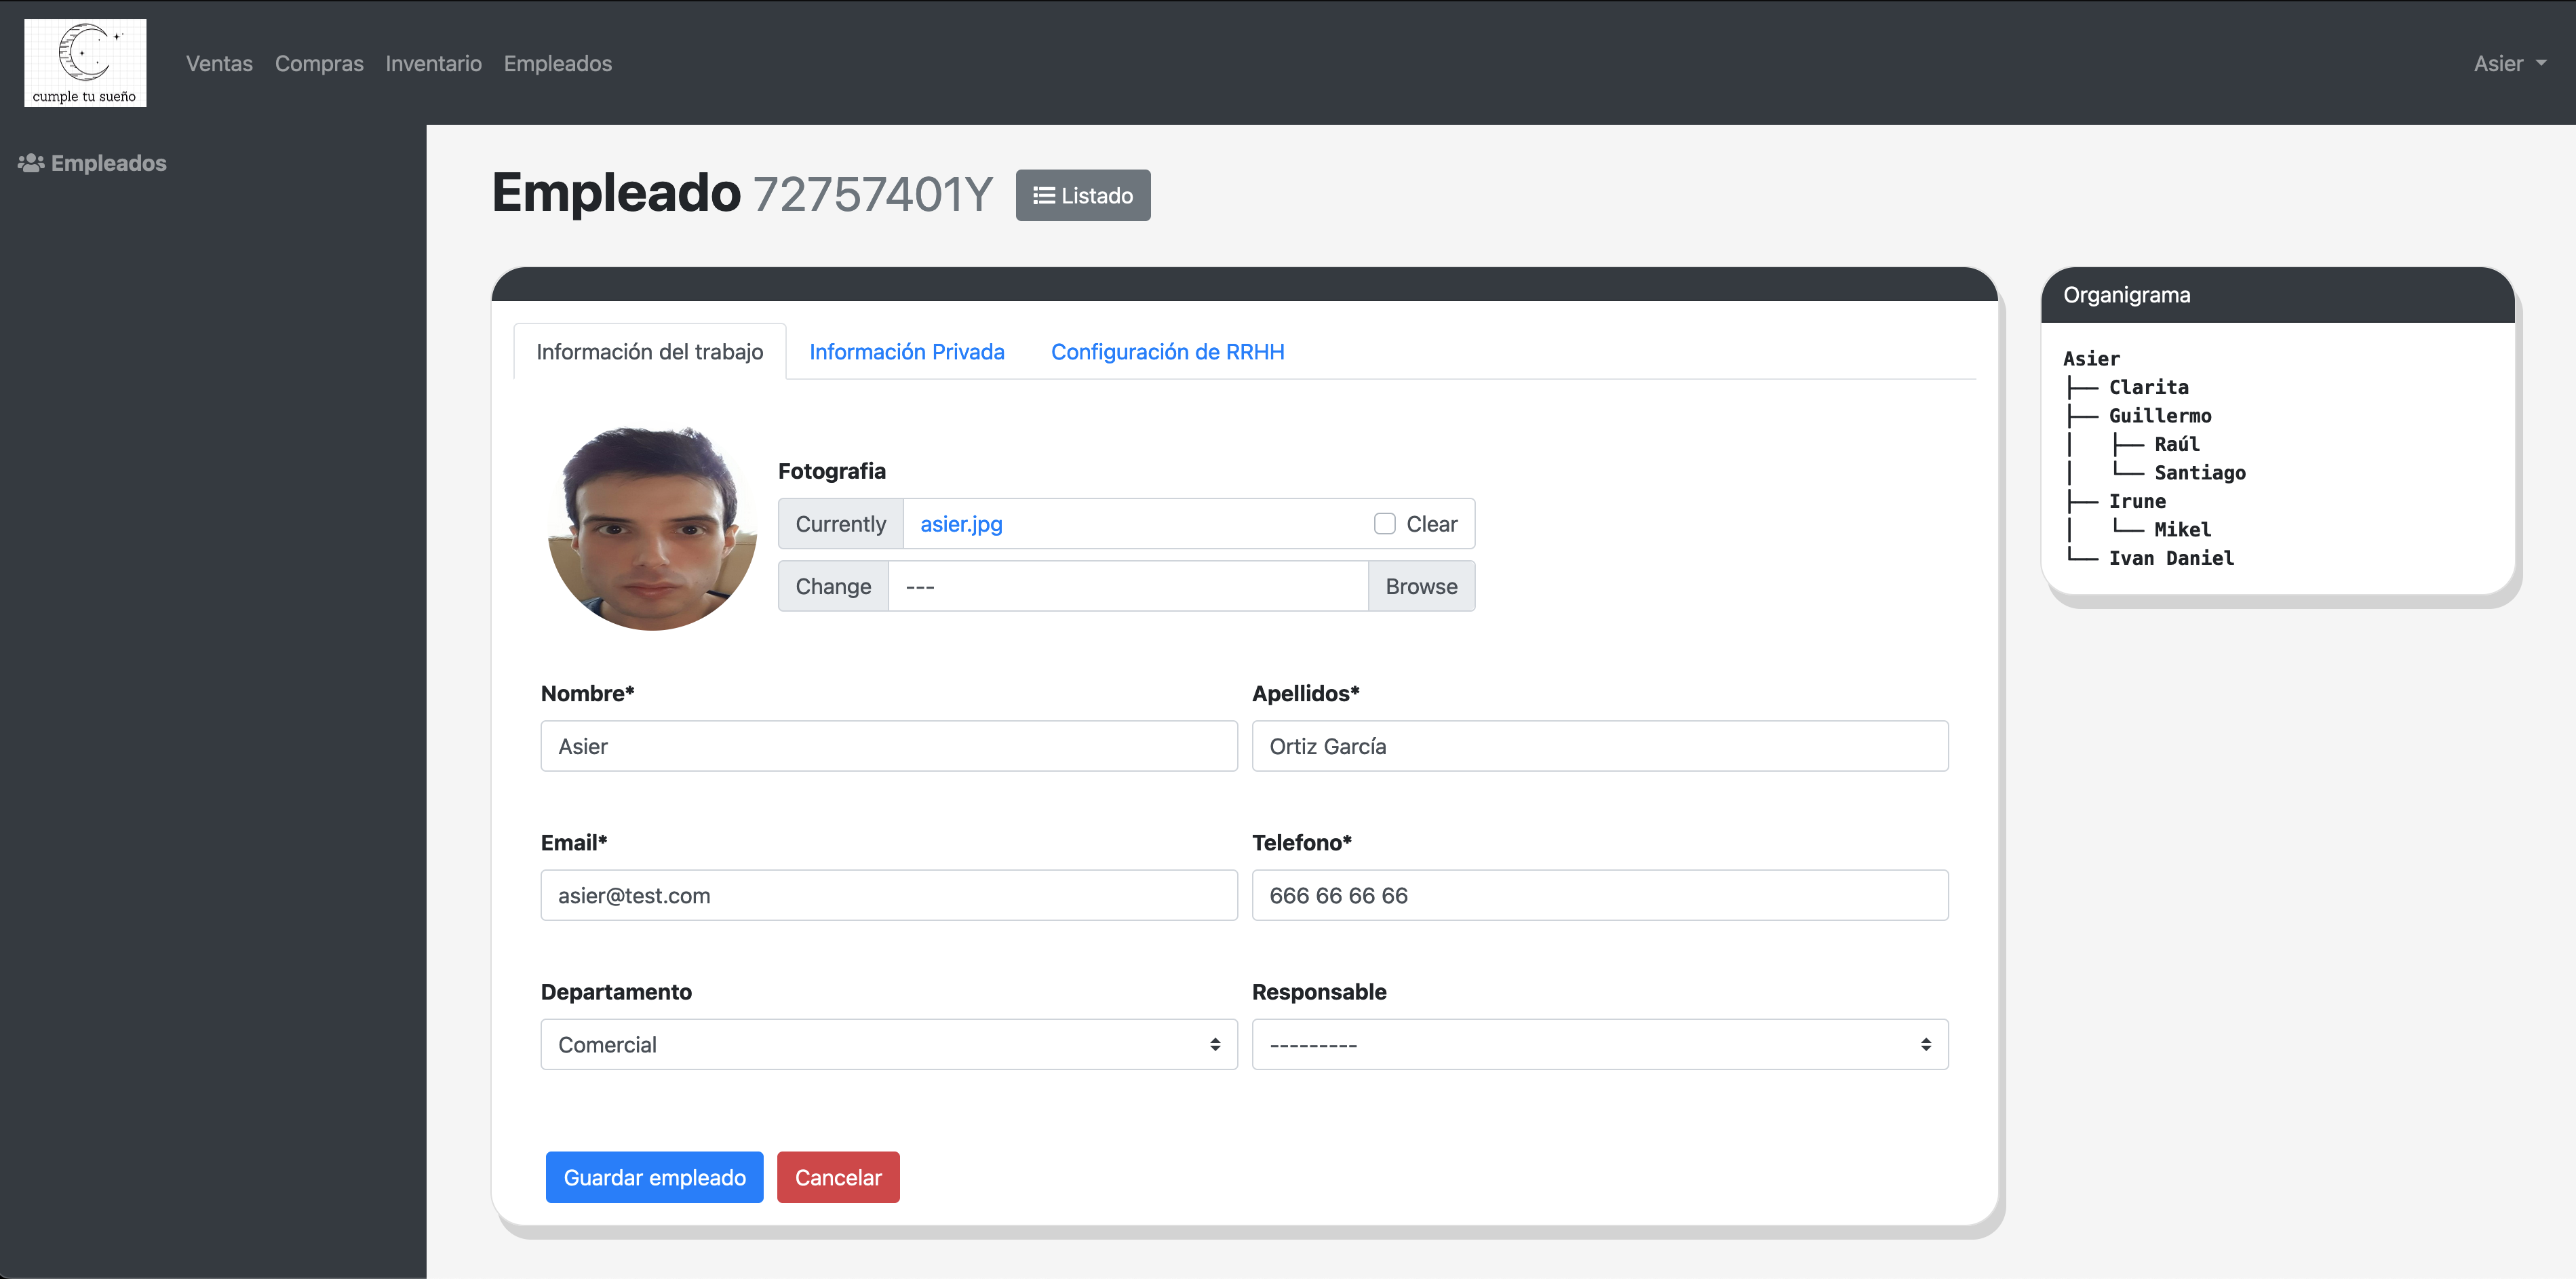 cumple tu sueño
Ventas Compras Inventario Empleados
Asier
Empleados
Empleado 72757401Y
Listado
Información del trabajo
Información Privada
Configuración de RRHH
Fotografia
Currently asier.jpg Clear
Change --- Browse
Nombre*
Asier
Apellidos*
Ortiz García
Email*
asier@test.com
Telefono*
666 66 66 66
Departamento
Comercial
Responsable
---------
Guardar empleado
Cancelar
Organigrama
Asier
├── Clarita
├── Guillermo
│   ├── Raúl
│   └── Santiago
├── Irune
│   └── Mikel
└── Ivan Daniel